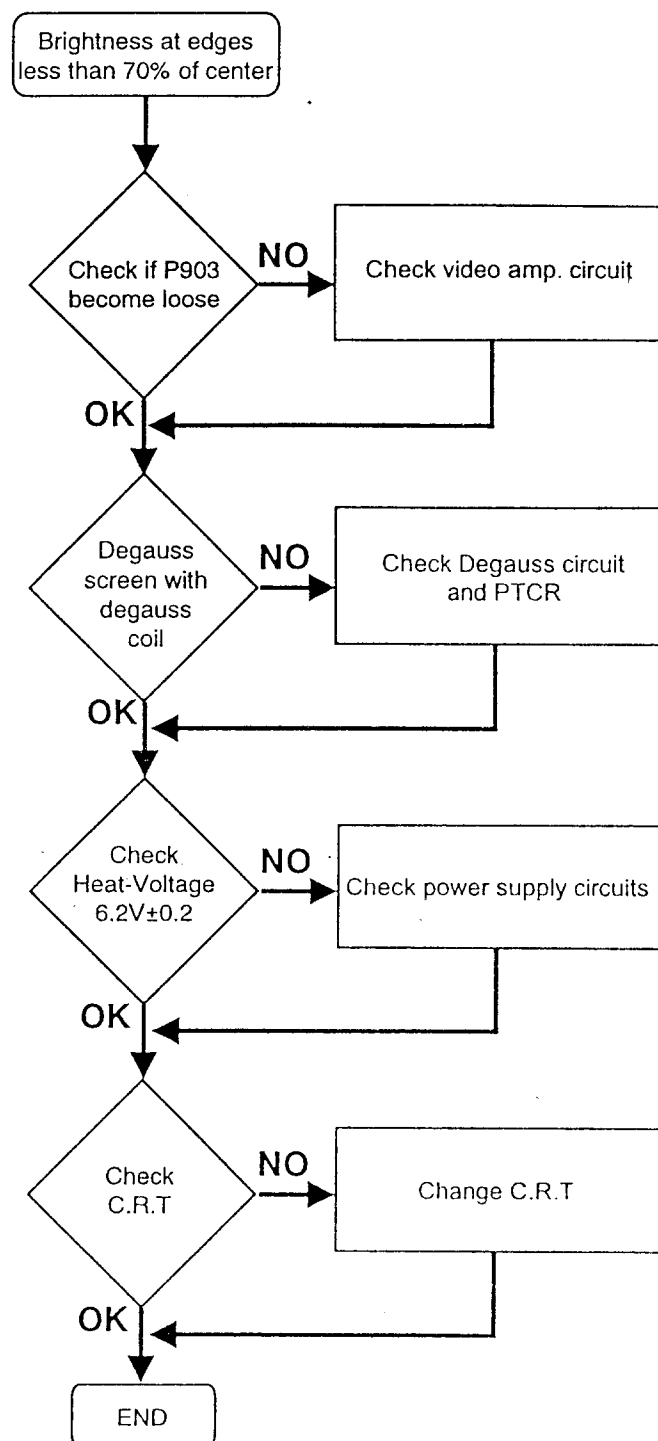 Brightness at edges
less than 70% of center
Check if P903
become loose
NO
Check video amp. circuit
OK
Degauss
screen with
degauss
coil
NO
Check Degauss circuit
and PTCR
OK
Check
Heat-Voltage
6.2V±0.2
NO
Check power supply circuits
OK
Check
C.R.T
NO
Change C.R.T
OK
END